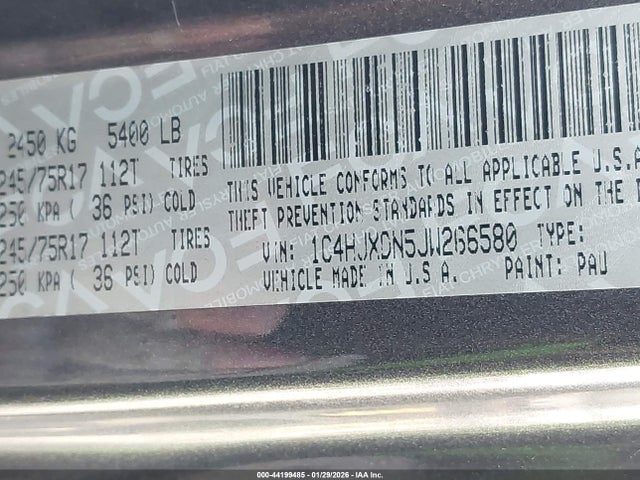 2450 KG 5400 LB
245/75R17 112T TIRES
250 KPA ( 36 PSI) COLD
245/75R17 112T TIRES
250 KPA ( 36 PSI) COLD
THIS VEHICLE CONFORMS TO ALL APPLICABLE U.S.A
THEFT PREVENTION STANDARDS IN EFFECT ON THE
VIN: 1C4HJXDN5JW266580 TYPE:
VEHICLE MADE IN U.S.A. PAINT: PAU
000-44199485 - 01/29/2026 - IAA Inc.